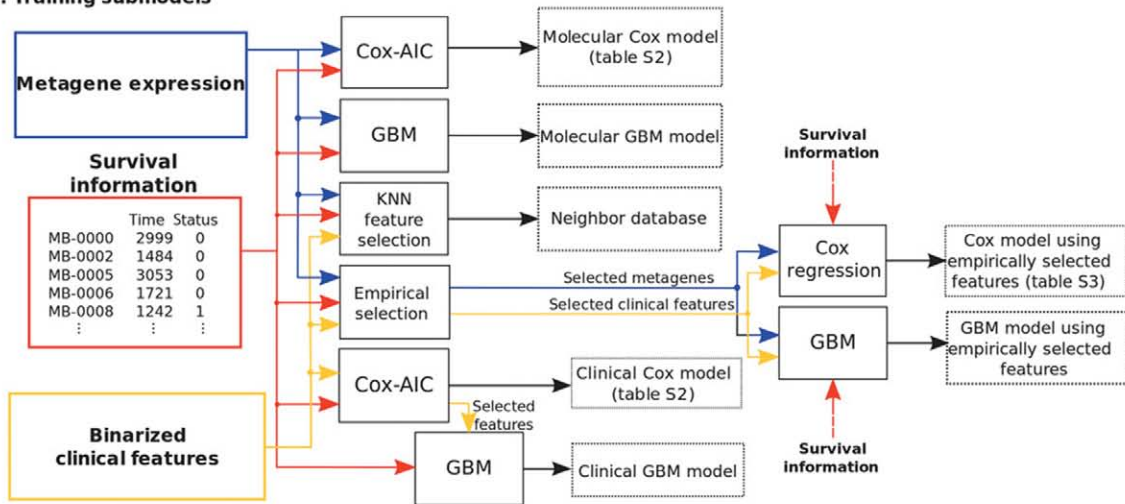 . Training submodels
Metagene expression
Survival
information
Time Status
MB-0000 2999 0
MB-0002 1484 0
MB-0005 3053 0
MB-0006 1721 0
MB-0008 1242 1
⋮ ⋮ ⋮
Binarized
clinical features
Cox-AIC
GBM
KNN
feature
selection
Empirical
selection
Cox-AIC
Selected
features
GBM
Molecular Cox model
(table S2)
Molecular GBM model
Neighbor database
Selected metagenes
Selected clinical features
Clinical Cox model
(table S2)
Clinical GBM model
Survival
information
Cox
regression
GBM
Survival
information
Cox model using
empirically selected
features (table S3)
GBM model using
empirically selected
features